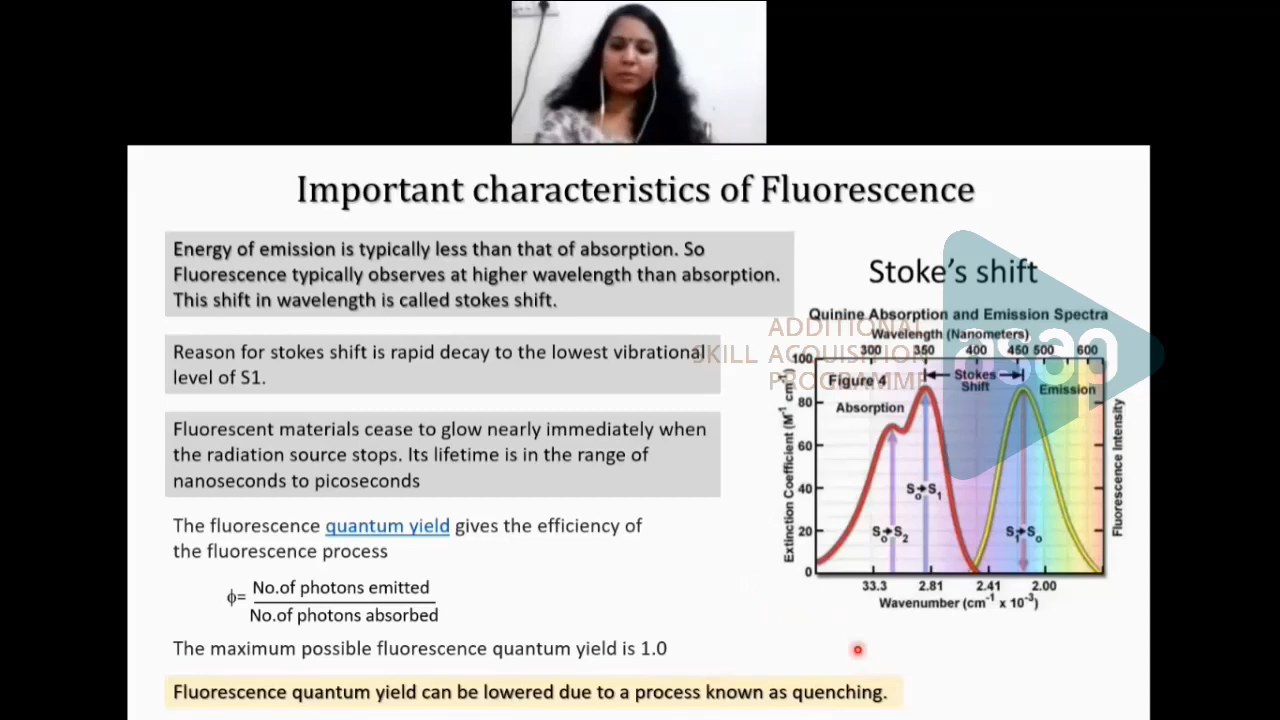 Important characteristics of Fluorescence
Energy of emission is typically less than that of absorption. So
Fluorescence typically observes at higher wavelength than absorption.
This shift in wavelength is called stokes shift.
Reason for stokes shift is rapid decay to the lowest vibrational
level of S1.
Fluorescent materials cease to glow nearly immediately when
the radiation source stops. Its lifetime is in the range of
nanoseconds to picoseconds
The fluorescence quantum yield gives the efficiency of
the fluorescence process
ϕ= No.of photons emitted
No.of photons absorbed
The maximum possible fluorescence quantum yield is 1.0
Fluorescence quantum yield can be lowered due to a process known as quenching.
Stoke's shift
Quinine Absorption and Emission Spectra
Wavelength (Nanometers)
300 350 400 450 500 600
100
80
60
40
20
0
Figure 4
Stokes
Shift
Absorption
Emission
S0→S1
S0→S2
S1→S0
Extinction Coefficient (M-1 cm-1)
Fluorescence Intensity
33.3 2.81 2.41 2.00
Wavenumber (cm-1 x 10-3)
ADDITIONAL
SKILL ACQUISITION
PROGRAMME
asap